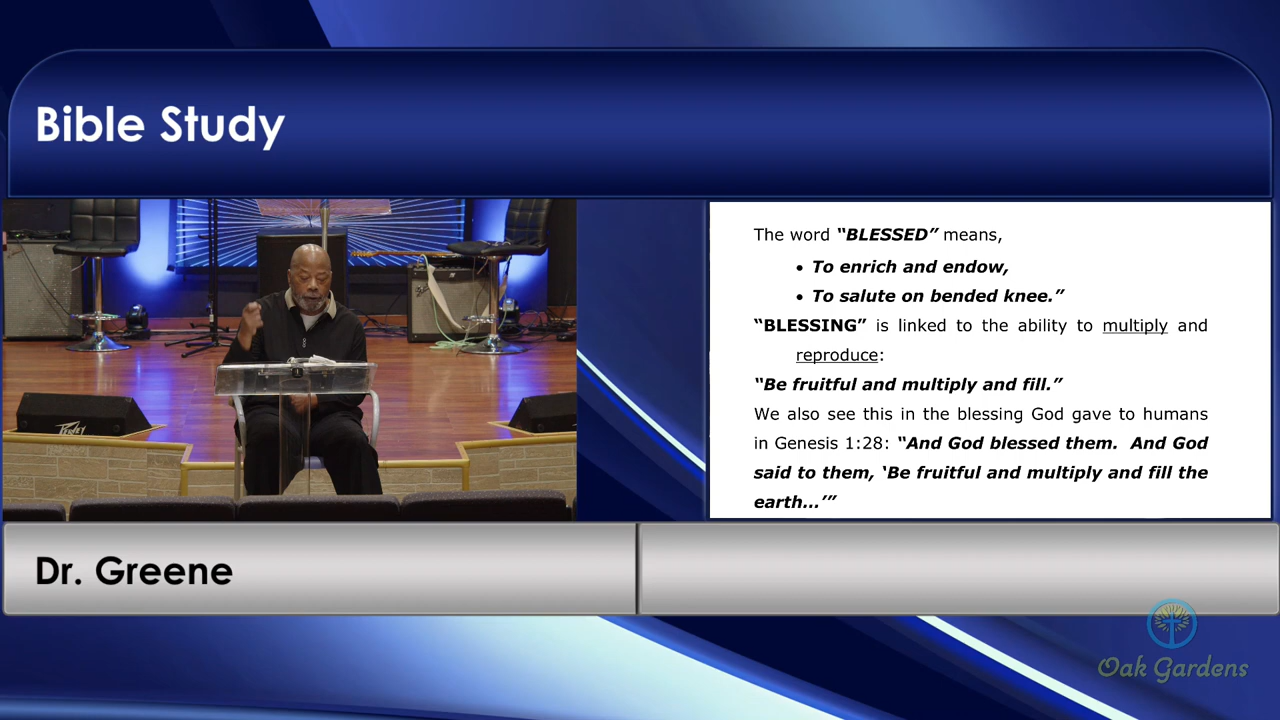 Bible Study
The word “BLESSED” means,
• To enrich and endow,
• To salute on bended knee.”
“BLESSING” is linked to the ability to multiply and
reproduce:
“Be fruitful and multiply and fill.”
We also see this in the blessing God gave to humans
in Genesis 1:28: “And God blessed them. And God
said to them, ‘Be fruitful and multiply and fill the
earth…’”
PEAVEY
Dr. Greene
Oak Gardens